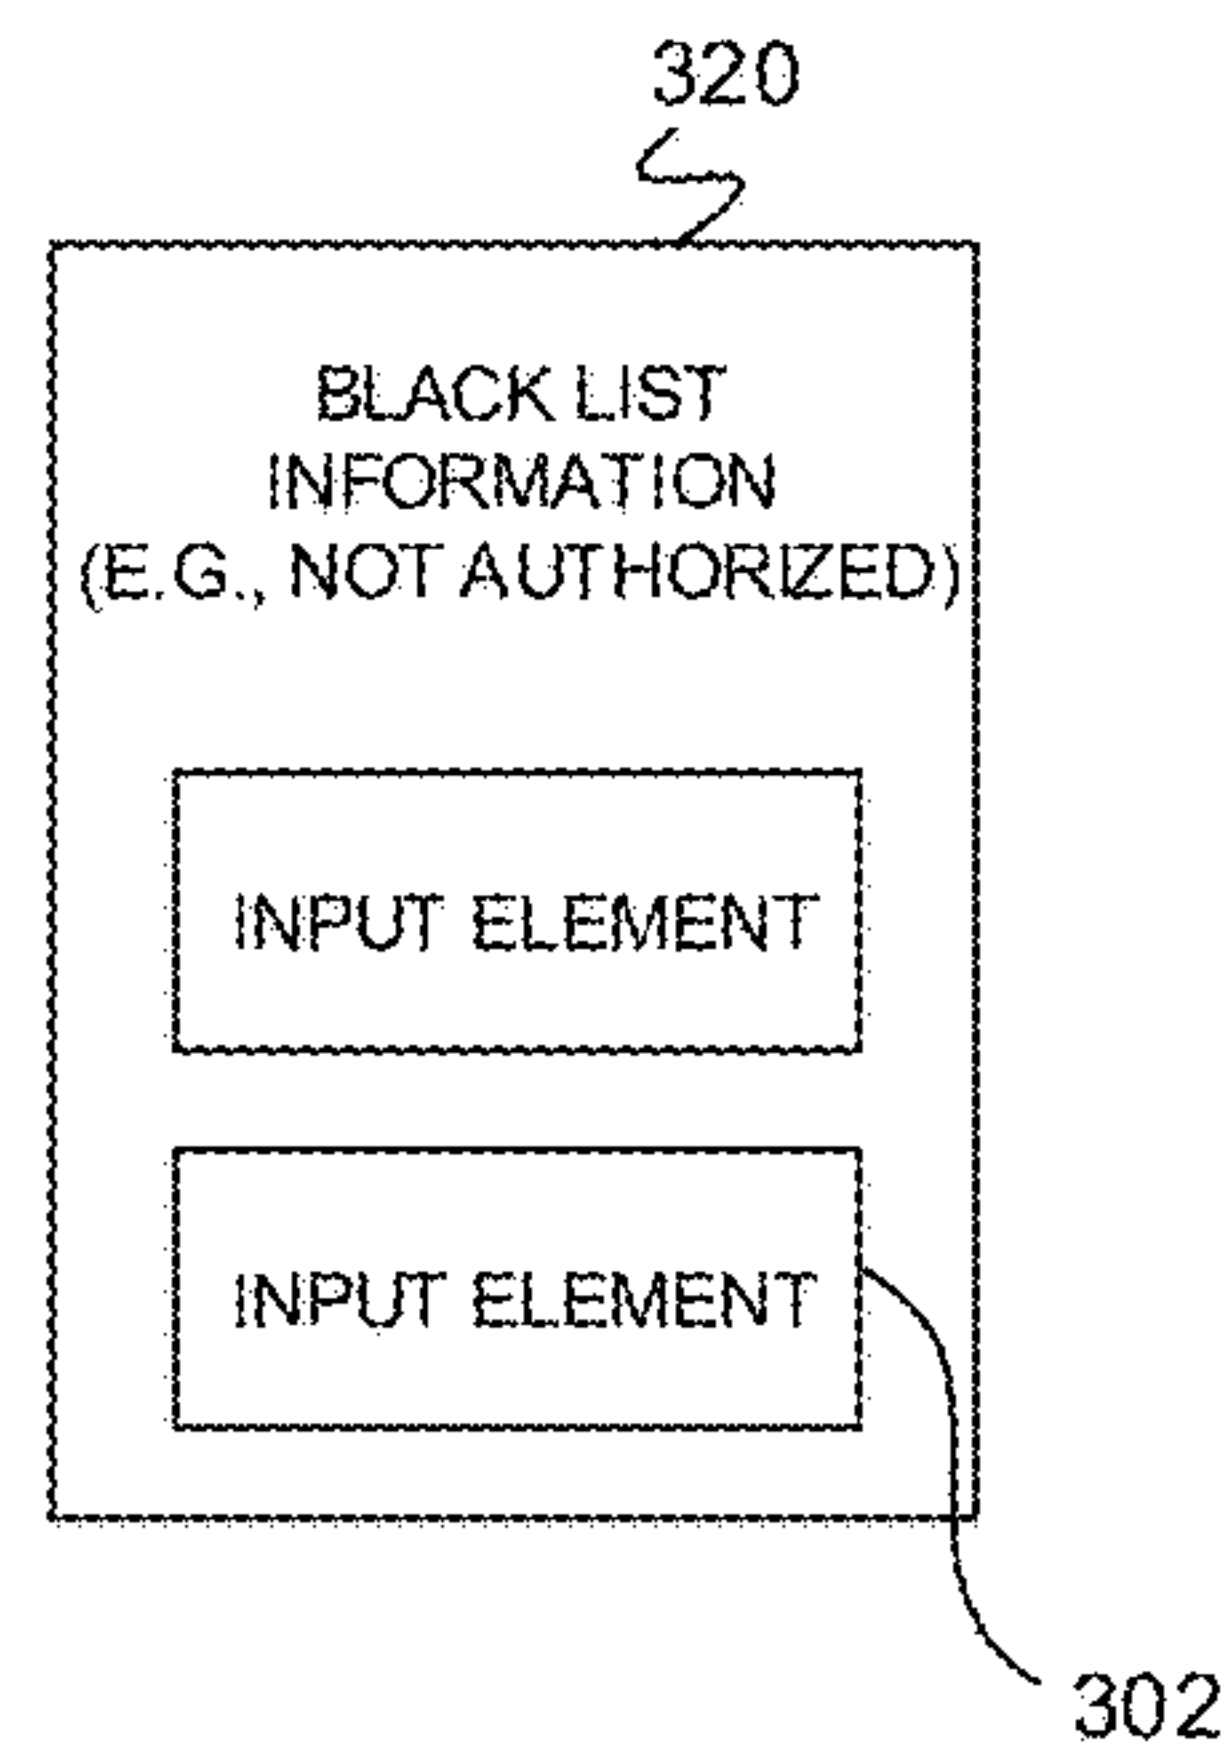 320
BLACK LIST
INFORMATION
(E.G., NOT AUTHORIZED)
INPUT ELEMENT
INPUT ELEMENT
302